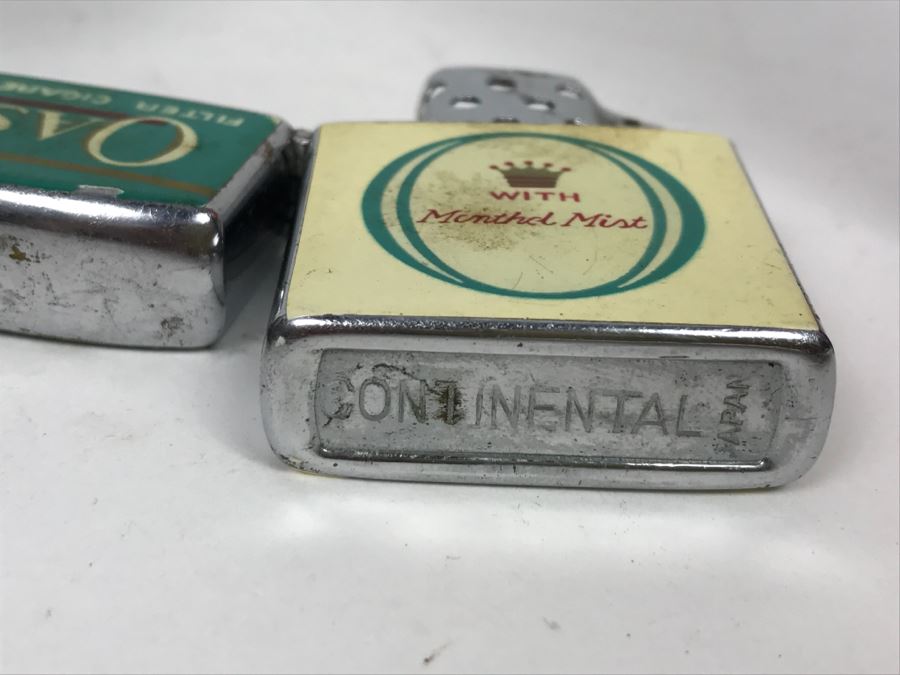 OAS
FILTER CIGARE
WITH
Menthol Mist
CONTINENTAL
JAPAN